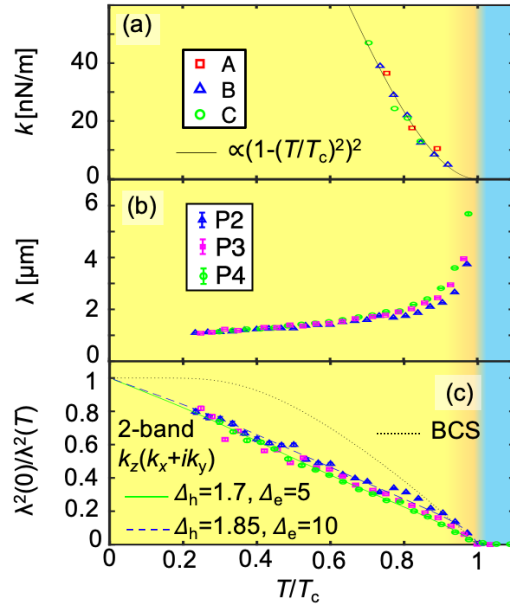 (a)
k [nN/m]
40
20
0
A
B
C
∝(1-(T/Tc)²)²
(b)
λ [μm]
6
4
2
0
P2
P3
P4
(c)
λ²(0)/λ²(T)
1
0.8
0.6
0.4
0.2
0
BCS
2-band
kz(kx+iky)
Δh=1.7, Δe=5
Δh=1.85, Δe=10
0 0.2 0.4 0.6 0.8 1
T/Tc